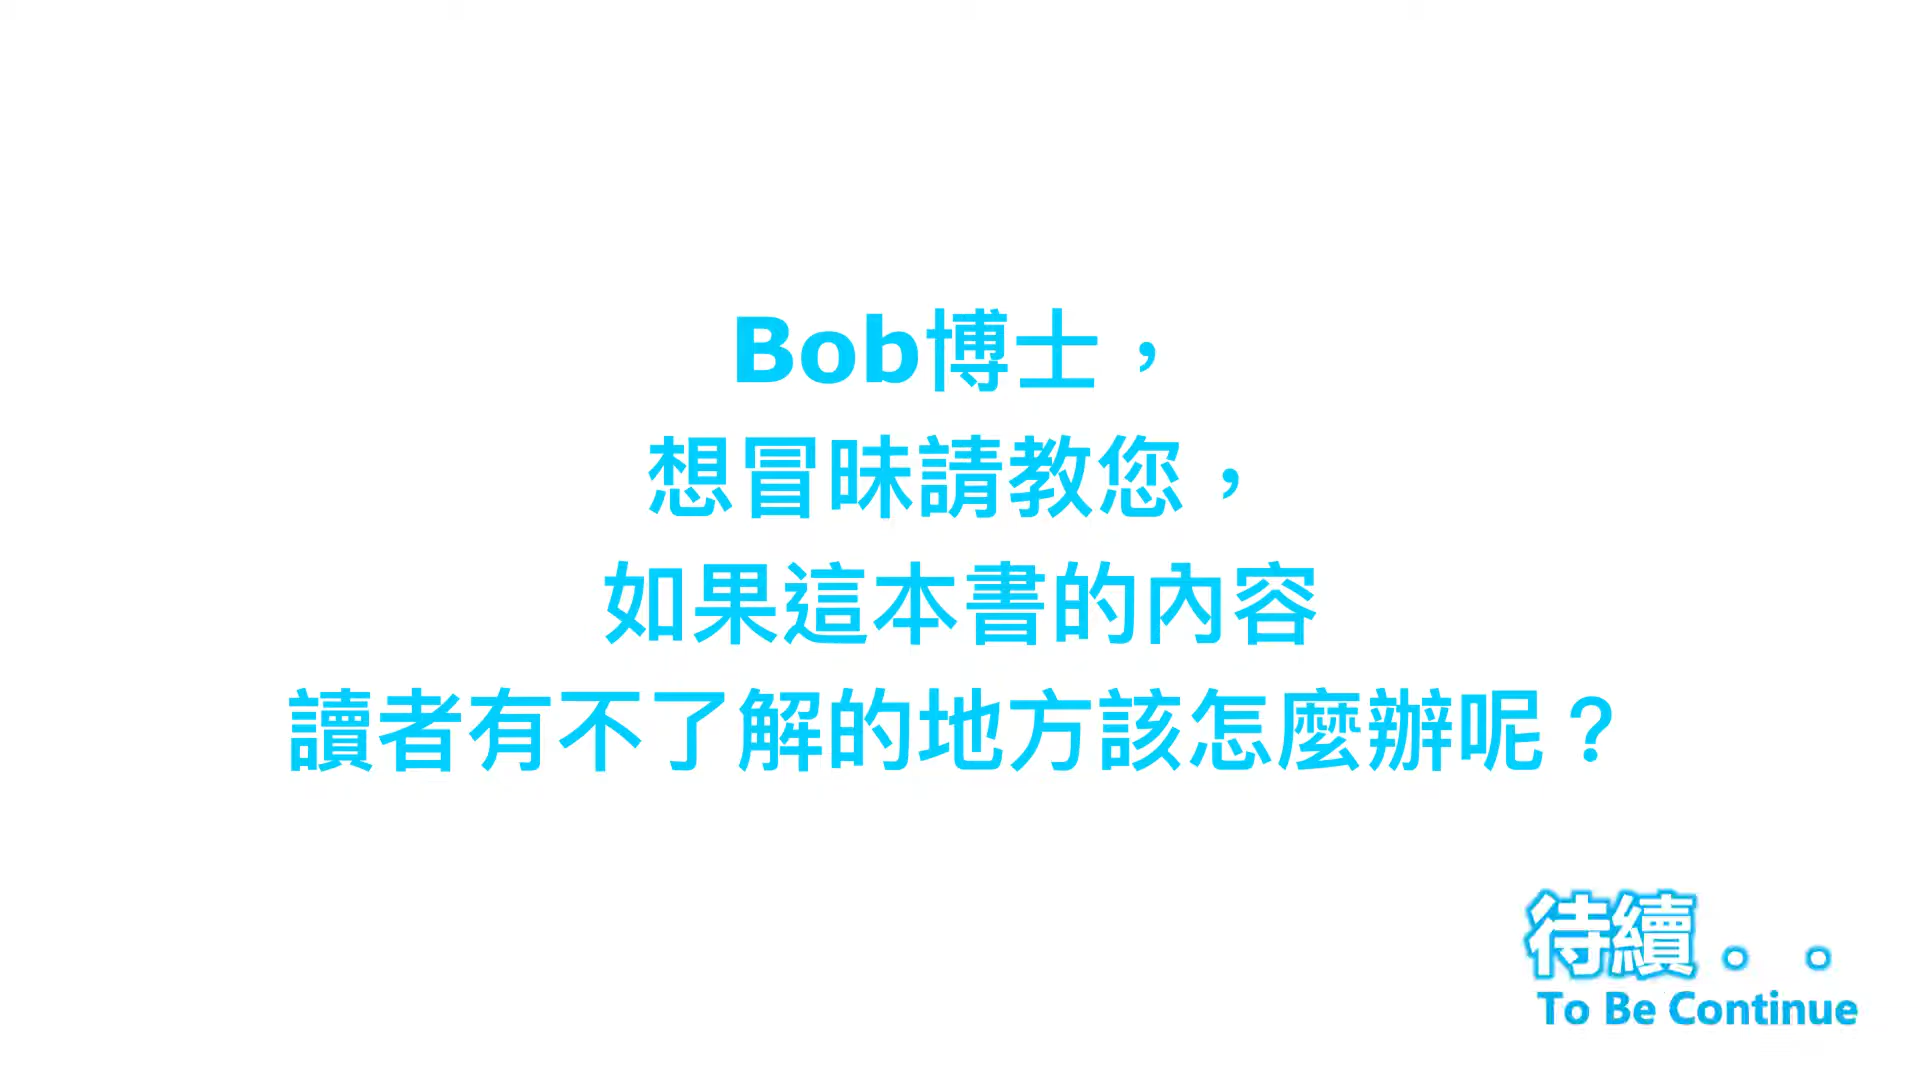 Bob博士，
想冒昧請教您，
如果這本書的內容
讀者有不了解的地方該怎麼辦呢？
待續．．
To Be Continue